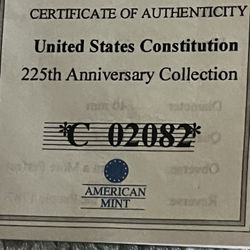 CERTIFICATE OF AUTHENTICITY
United States Constitution
225th Anniversary Collection
*C 02082*
AMERICAN
MINT